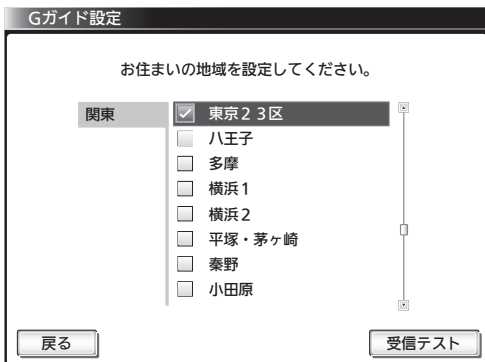 Gガイド設定
お住まいの地域を設定してください。
関東
東京23区
八王子
多摩
横浜1
横浜2
平塚・茅ヶ崎
秦野
小田原
戻る
受信テスト